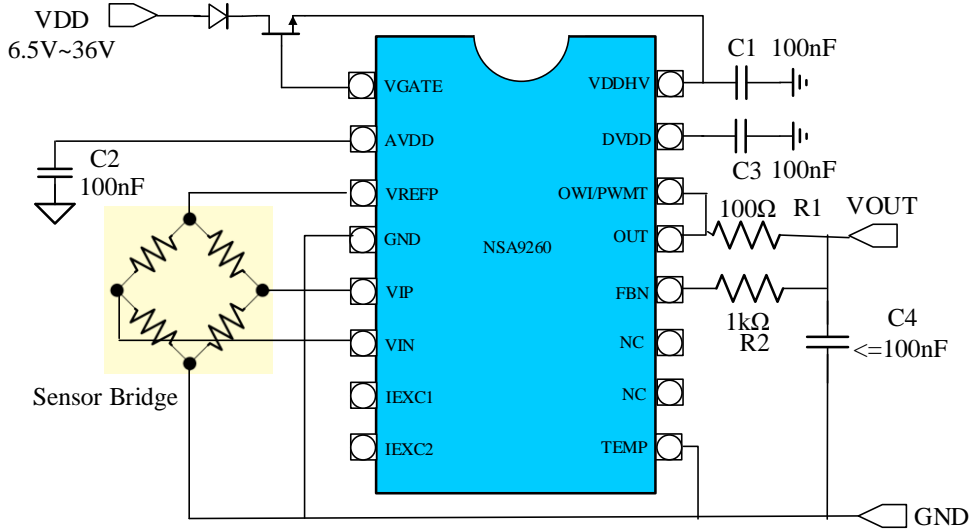 VDD
6.5V~36V
C1 100nF
VGATE
VDDHV
AVDD
DVDD
C2
100nF
C3 100nF
VREFP
OWI/PWMT
100Ω R1 VOUT
GND
NSA9260
OUT
VIP
FBN
1kΩ
R2
C4
<=100nF
VIN
NC
Sensor Bridge
IEXC1
NC
IEXC2
TEMP
GND